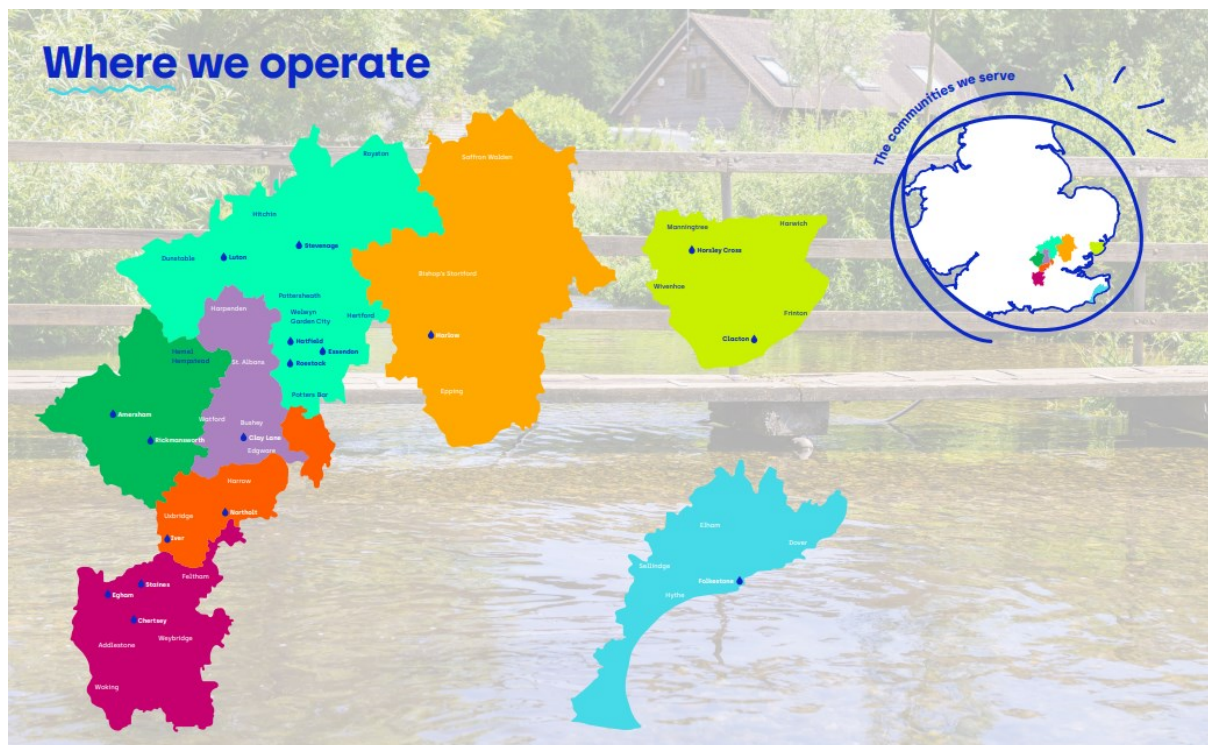 Where we operate
The communities we serve
Royston
Saffron Walden
Hitchin
Stevenage
Dunstable
Luton
Bishop's Stortford
Pottersheath
Harpenden
Welwyn
Garden City
Hertford
Hatfield
Essendon
Harlow
Hemel
Hempstead
St. Albans
Roestock
Epping
Potters Bar
Amersham
Watford
Bushey
Rickmansworth
Clay Lane
Edgware
Harrow
Uxbridge
Northolt
Iver
Feltham
Staines
Egham
Chertsey
Weybridge
Addlestone
Woking
Manningtree
Harwich
Horsley Cross
Wivenhoe
Frinton
Clacton
Elham
Dover
Sellindge
Folkestone
Hythe